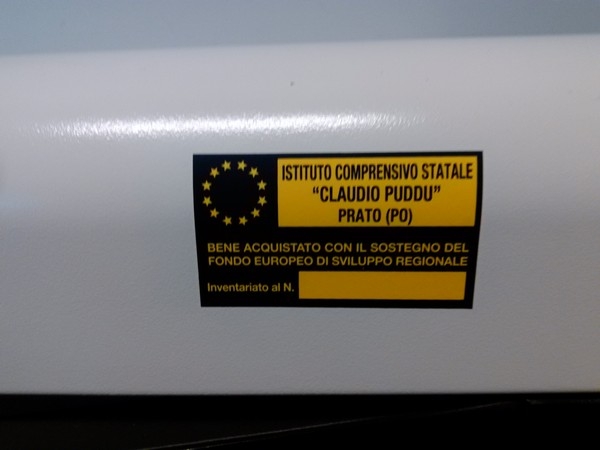 ISTITUTO COMPRENSIVO STATALE
"CLAUDIO PUDDU"
PRATO (PO)
BENE ACQUISTATO CON IL SOSTEGNO DEL
FONDO EUROPEO DI SVILUPPO REGIONALE
Inventariato al N.